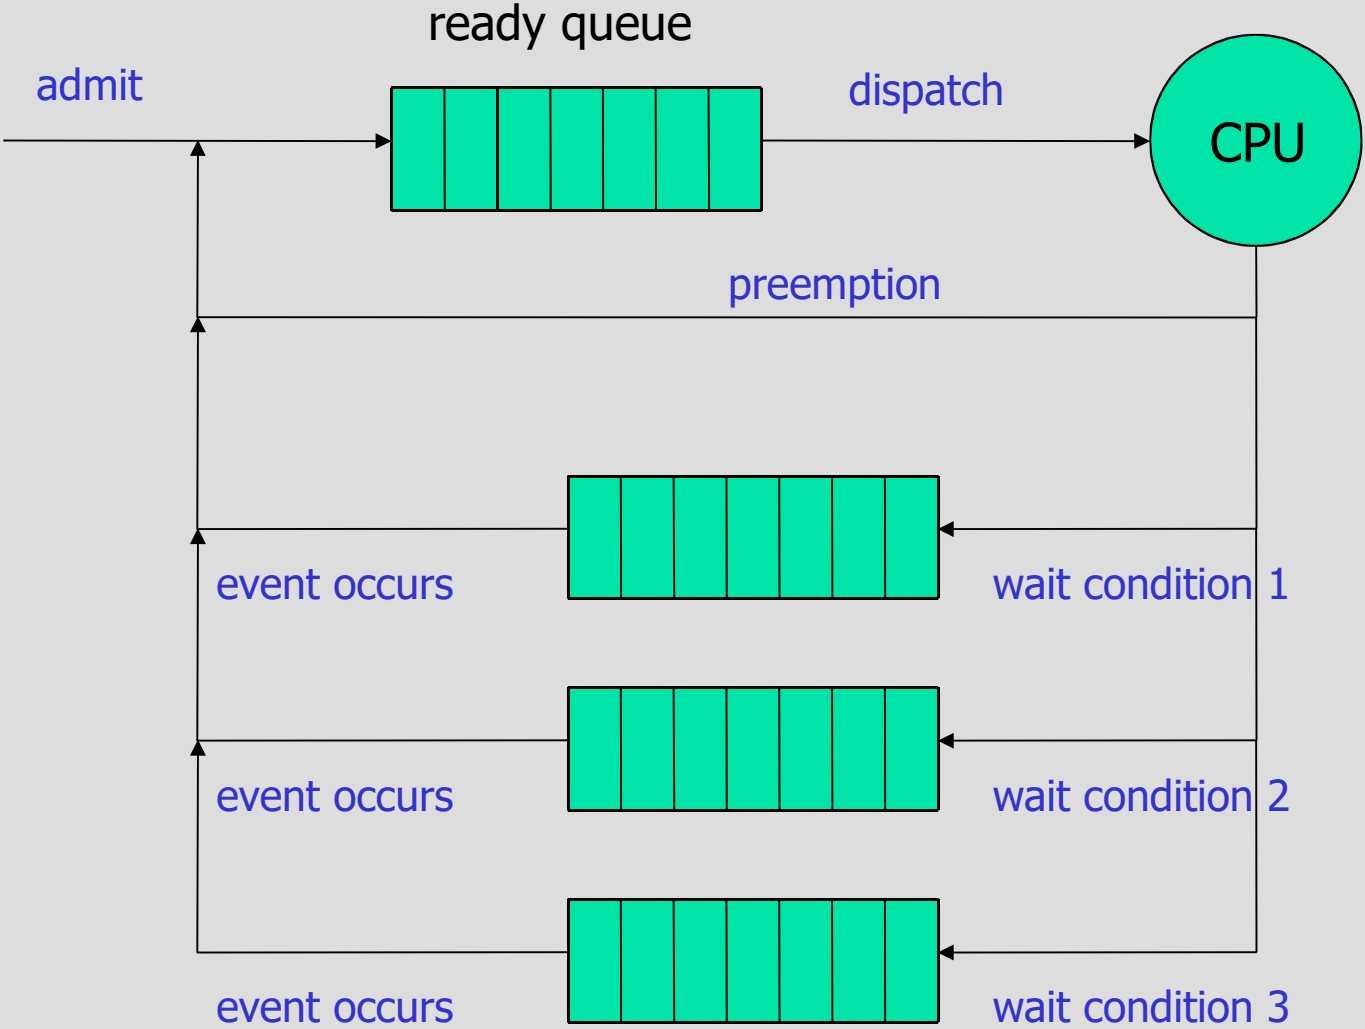 ready queue
admit
dispatch
CPU
preemption
event occurs
wait condition 1
event occurs
wait condition 2
event occurs
wait condition 3